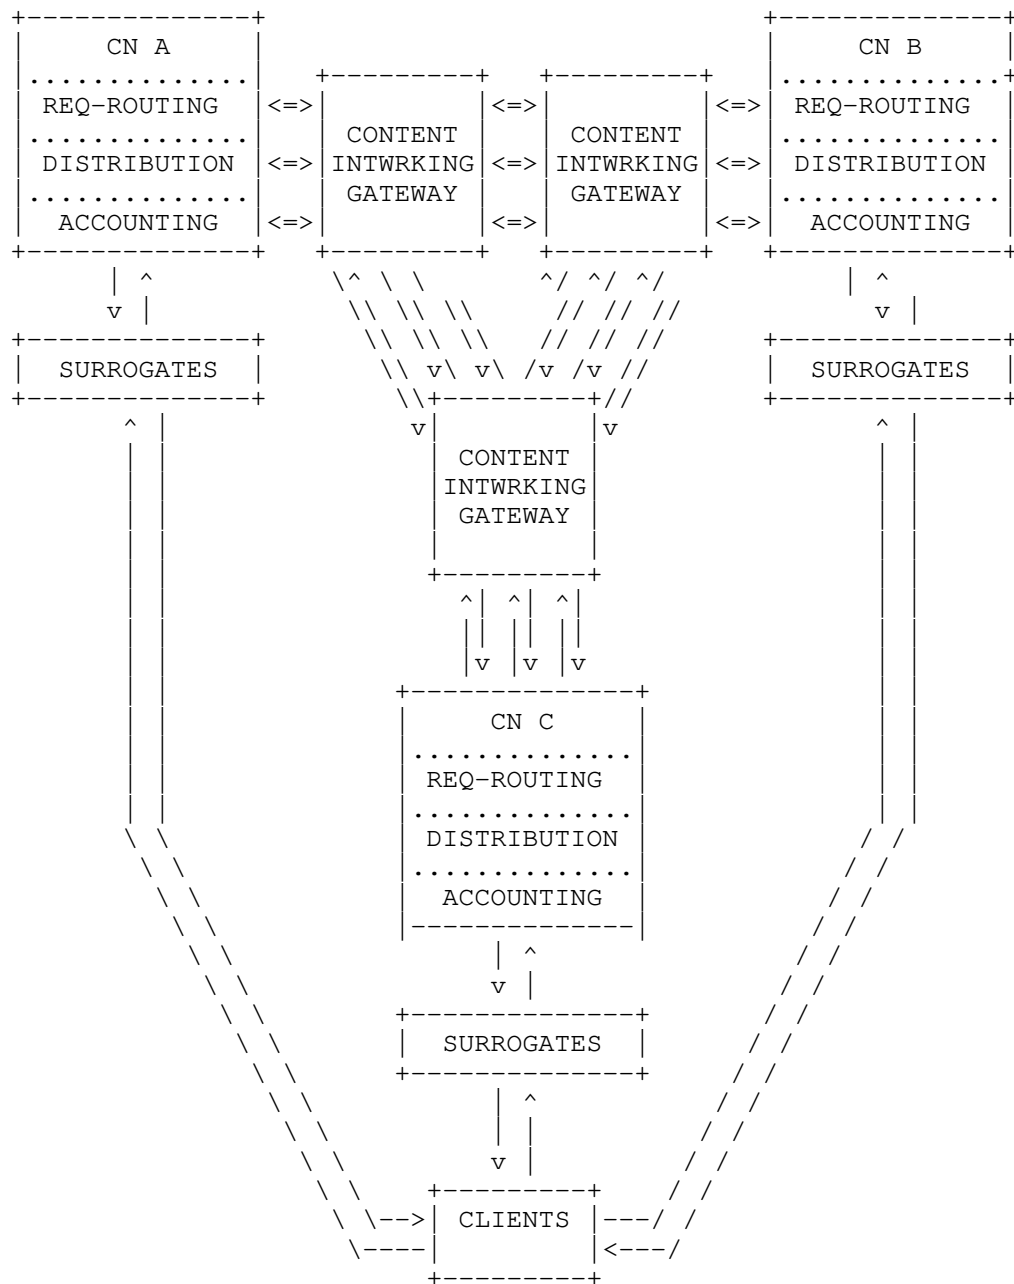 CN A
CN B
REQ-ROUTING <=> <=> <=> REQ-ROUTING
CONTENT CONTENT
DISTRIBUTION <=> INTWRKING <=> INTWRKING <=> DISTRIBUTION
GATEWAY GATEWAY
ACCOUNTING <=> <=> <=> ACCOUNTING
SURROGATES SURROGATES
CONTENT
INTWRKING
GATEWAY
CN C
REQ-ROUTING
DISTRIBUTION
ACCOUNTING
SURROGATES
CLIENTS